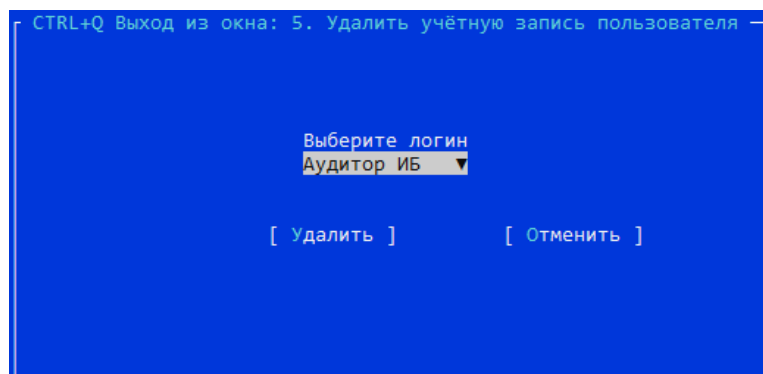 CTRL+Q Выход из окна: 5. Удалить учётную запись пользователя
Выберите логин
Аудитор ИБ ▼
[ Удалить ] [ Отменить ]